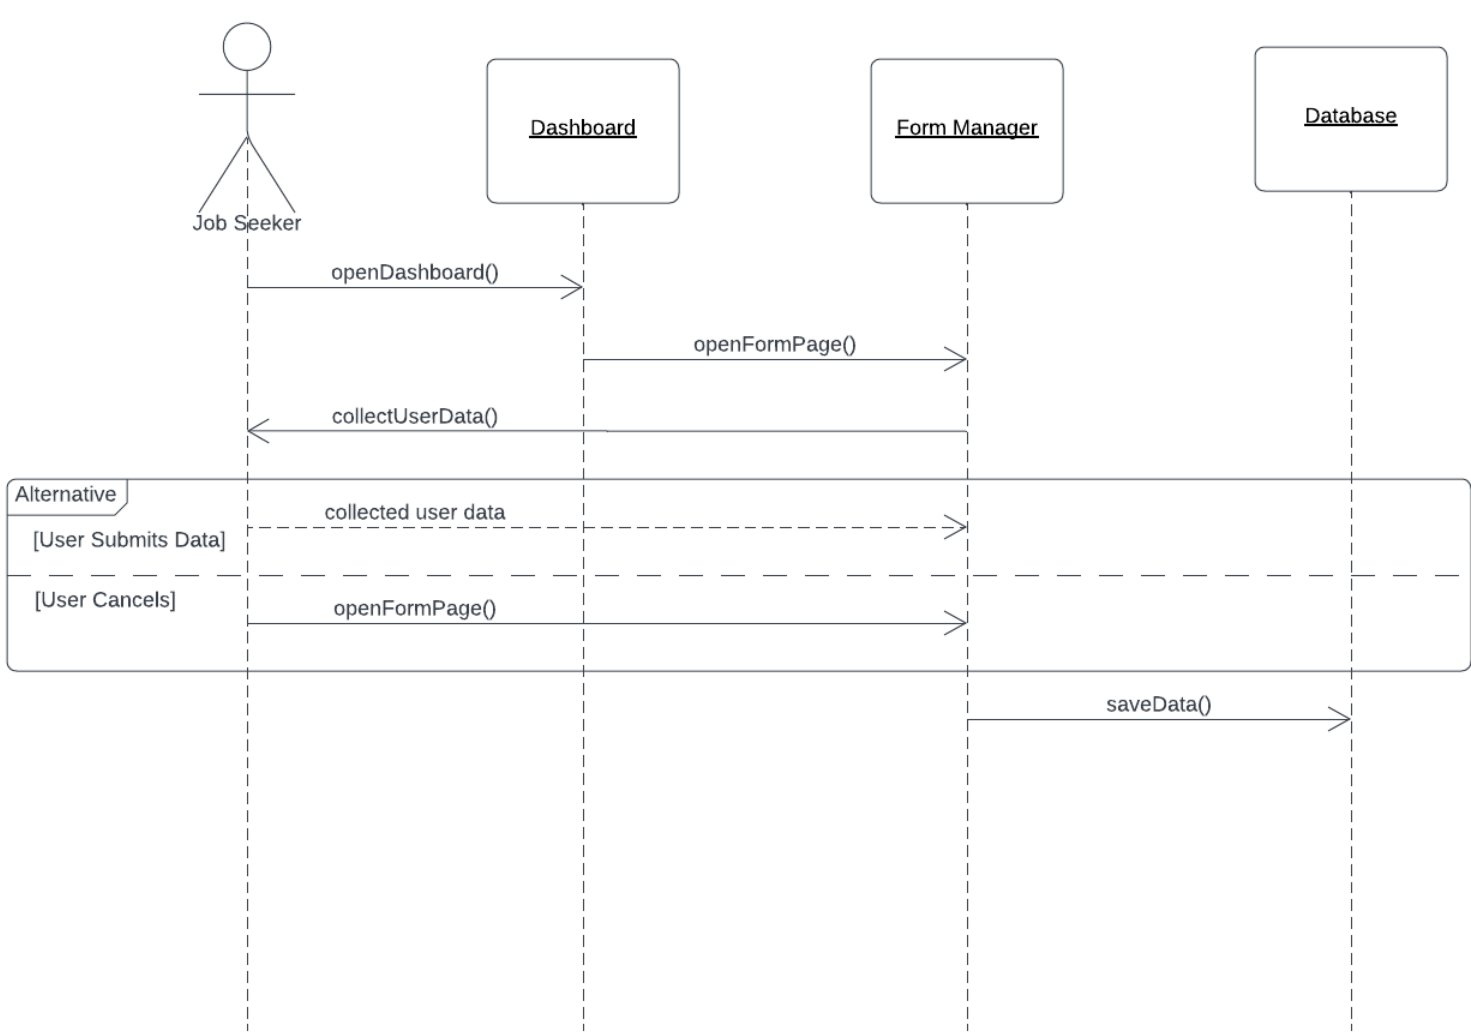 Job Seeker
Dashboard
Form Manager
Database
openDashboard()
openFormPage()
collectUserData()
Alternative
collected user data
[User Submits Data]
[User Cancels]
openFormPage()
saveData()